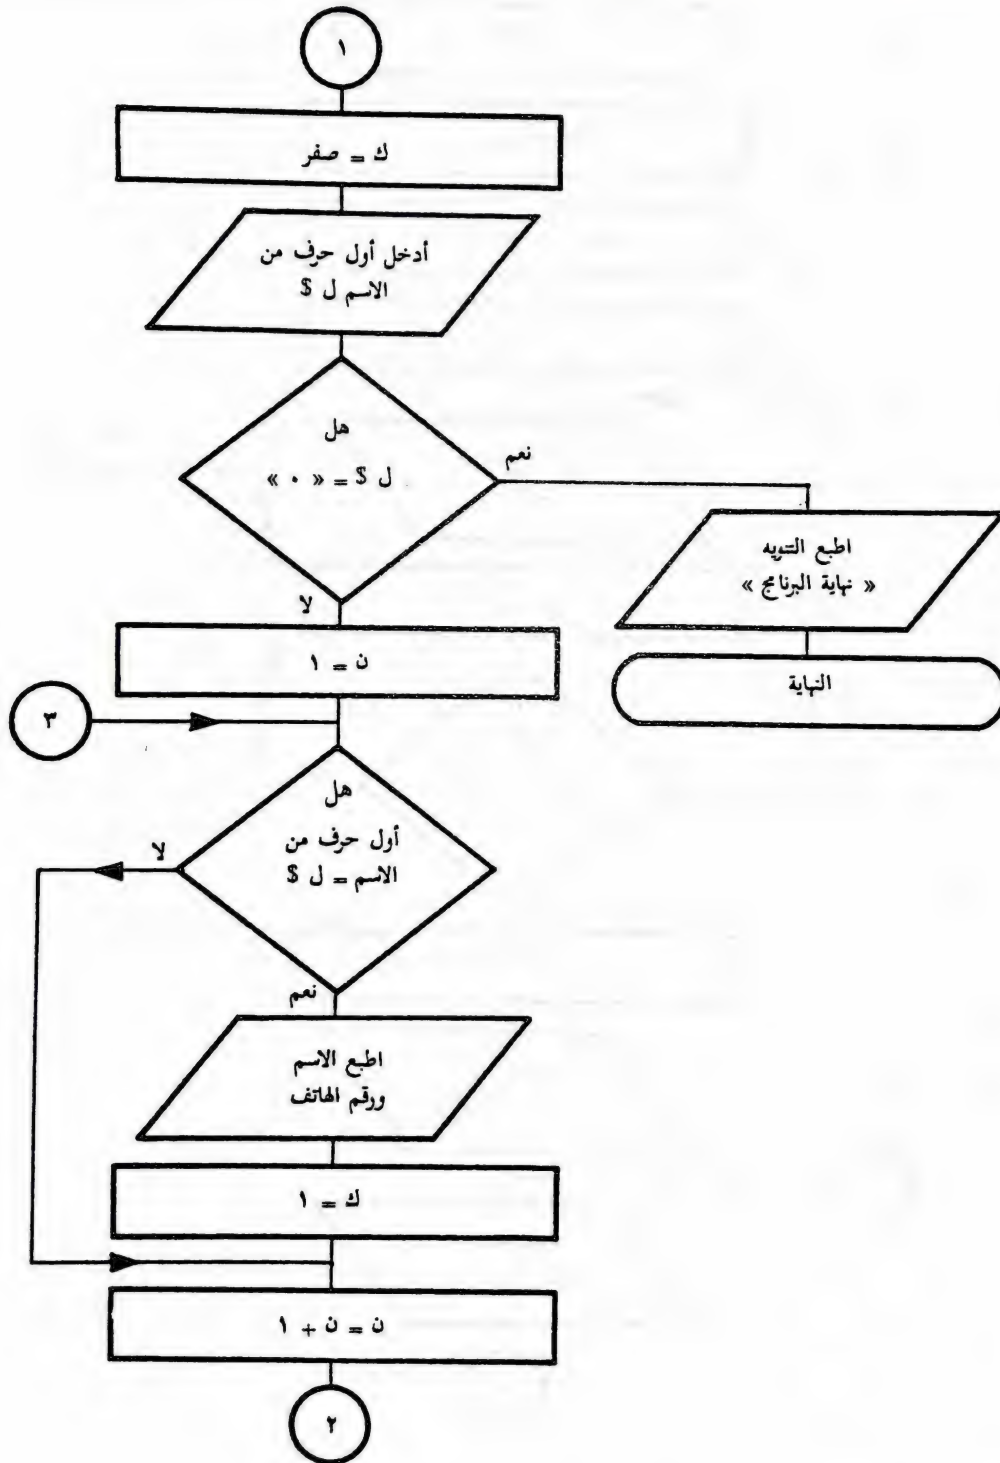 ١
ك = صفر
أدخل أول حرف من
الاسم ل $
هل
ل $ = « ٠ »
نعم
اطبع التنويه
« نهاية البرنامج »
النهاية
لا
ن = ١
٣
هل
أول حرف من
الاسم = ل $
لا
نعم
اطبع الاسم
ورقم الهاتف
ك = ١
ن = ن + ١
٢